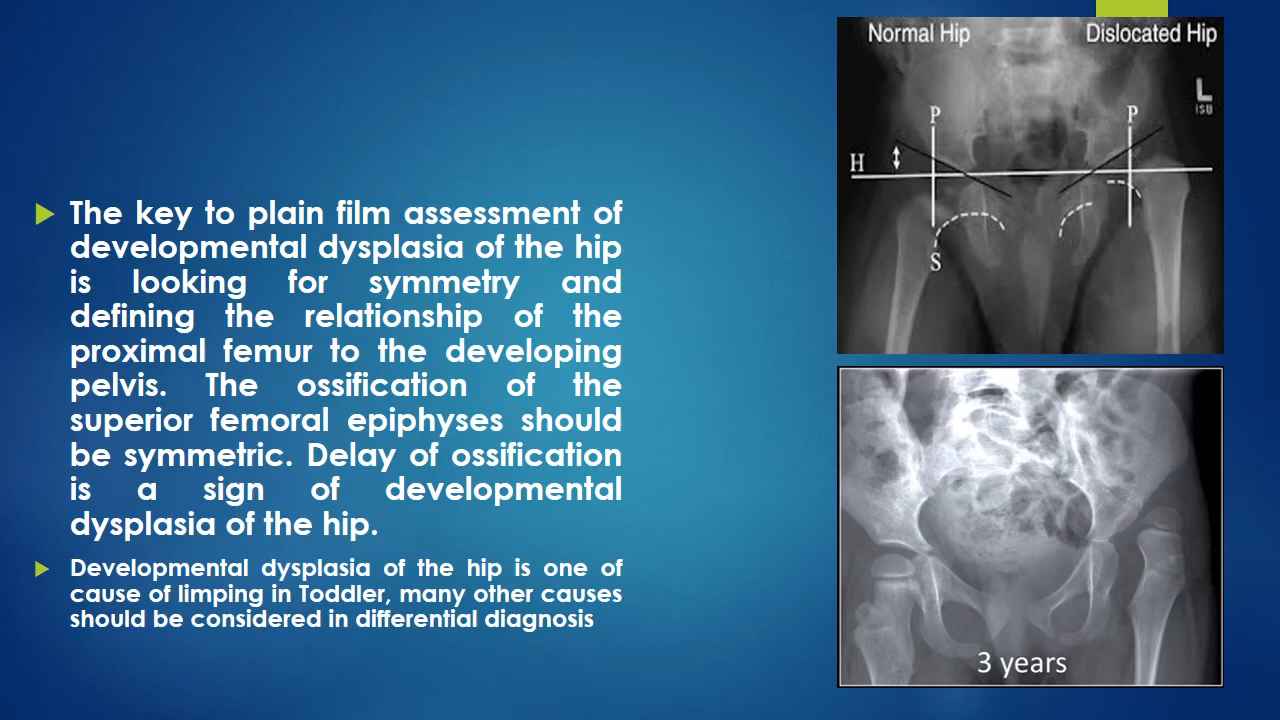 The key to plain film assessment of
developmental dysplasia of the hip
is looking for symmetry and
defining the relationship of the
proximal femur to the developing
pelvis. The ossification of the
superior femoral epiphyses should
be symmetric. Delay of ossification
is a sign of developmental
dysplasia of the hip.
Developmental dysplasia of the hip is one of
cause of limping in Toddler, many other causes
should be considered in differential diagnosis
Normal Hip Dislocated Hip
L
ISU
P P
H
S
3 years